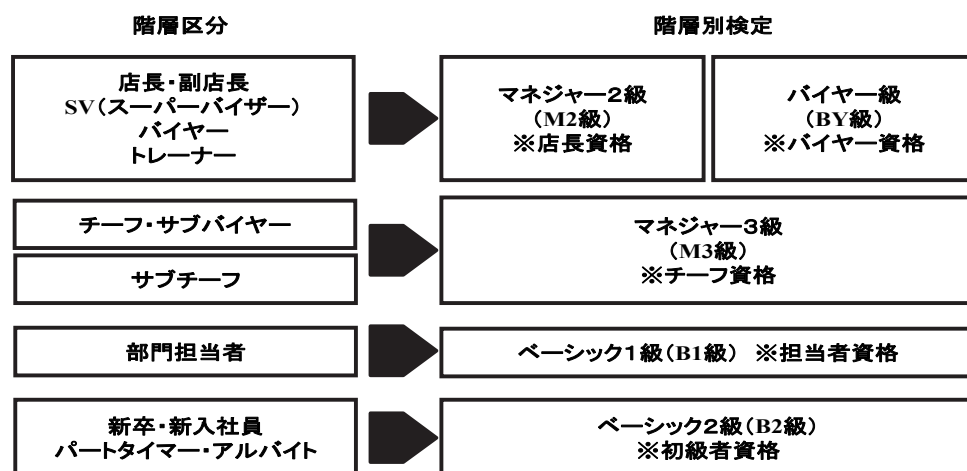 階層区分
階層別検定
店長・副店長
SV(スーパーバイザー)
バイヤー
トレーナー
マネジャー2級
(M2級)
※店長資格
バイヤー級
(BY級)
※バイヤー資格
チーフ・サブバイヤー
サブチーフ
マネジャー3級
(M3級)
※チーフ資格
部門担当者
ベーシック1級(B1級) ※担当者資格
新卒・新入社員
パートタイマー・アルバイト
ベーシック2級(B2級)
※初級者資格